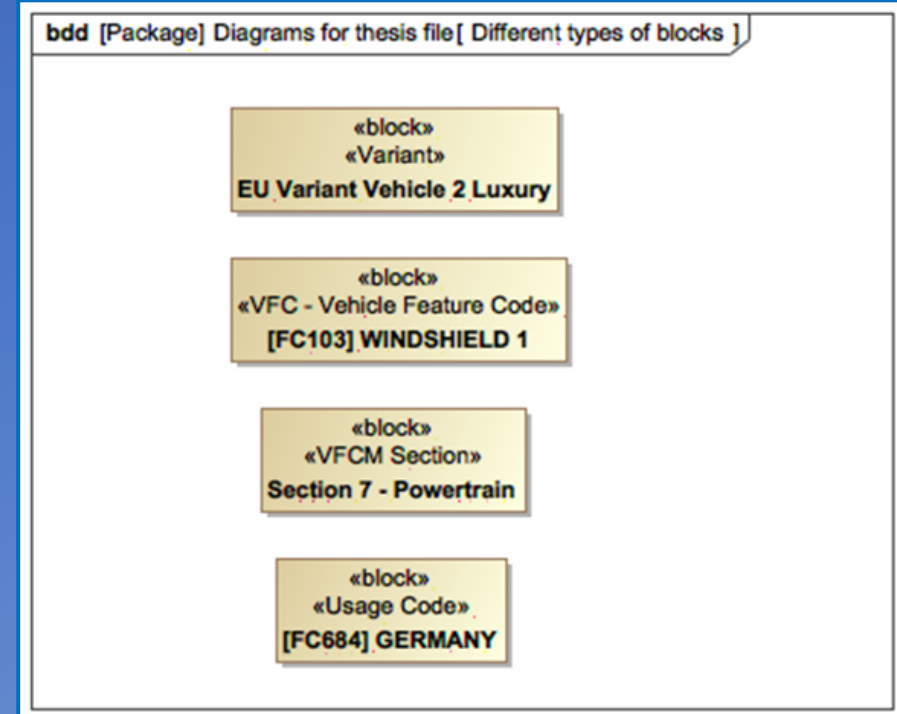 bdd [Package] Diagrams for thesis file[ Different types of blocks ]
«block»
«Variant»
EU Variant Vehicle 2 Luxury
«block»
«VFC - Vehicle Feature Code»
[FC103] WINDSHIELD 1
«block»
«VFCM Section»
Section 7 - Powertrain
«block»
«Usage Code»
[FC684] GERMANY